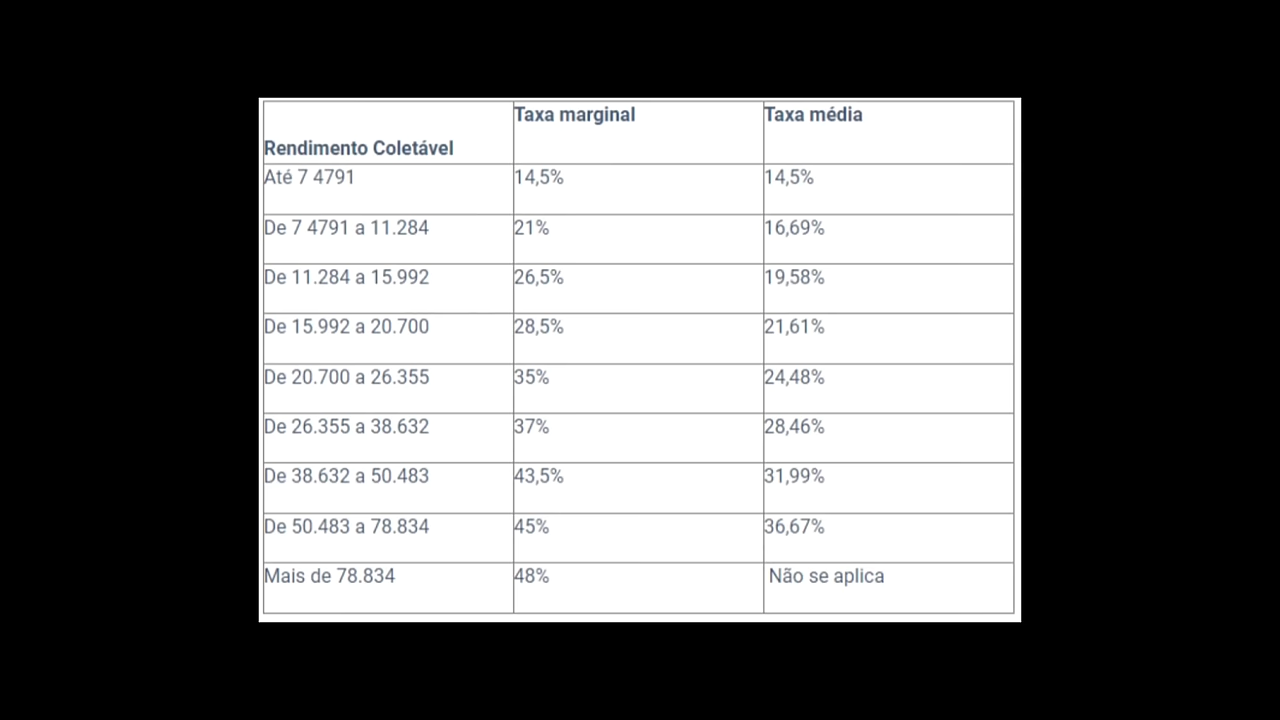 Rendimento Coletável Taxa marginal Taxa média
Até 7 4791 14,5% 14,5%
De 7 4791 a 11.284 21% 16,69%
De 11.284 a 15.992 26,5% 19,58%
De 15.992 a 20.700 28,5% 21,61%
De 20.700 a 26.355 35% 24,48%
De 26.355 a 38.632 37% 28,46%
De 38.632 a 50.483 43,5% 31,99%
De 50.483 a 78.834 45% 36,67%
Mais de 78.834 48% Não se aplica